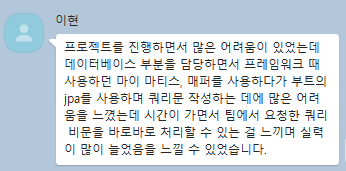 이현
프로젝트를 진행하면서 많은 어려움이 있었는데
데이터베이스 부분을 담당하면서 프레임워크 때
사용하던 마이 마티스, 매퍼를 사용하다가 부트의
jpa를 사용하며 쿼리문 작성하는 데에 많은 어려
움을 느꼈는데 시간이 가면서 팀에서 요청한 쿼리
비문을 바로바로 처리할 수 있는 걸 느끼며 실력
이 많이 늘었음을 느낄 수 있었습니다.